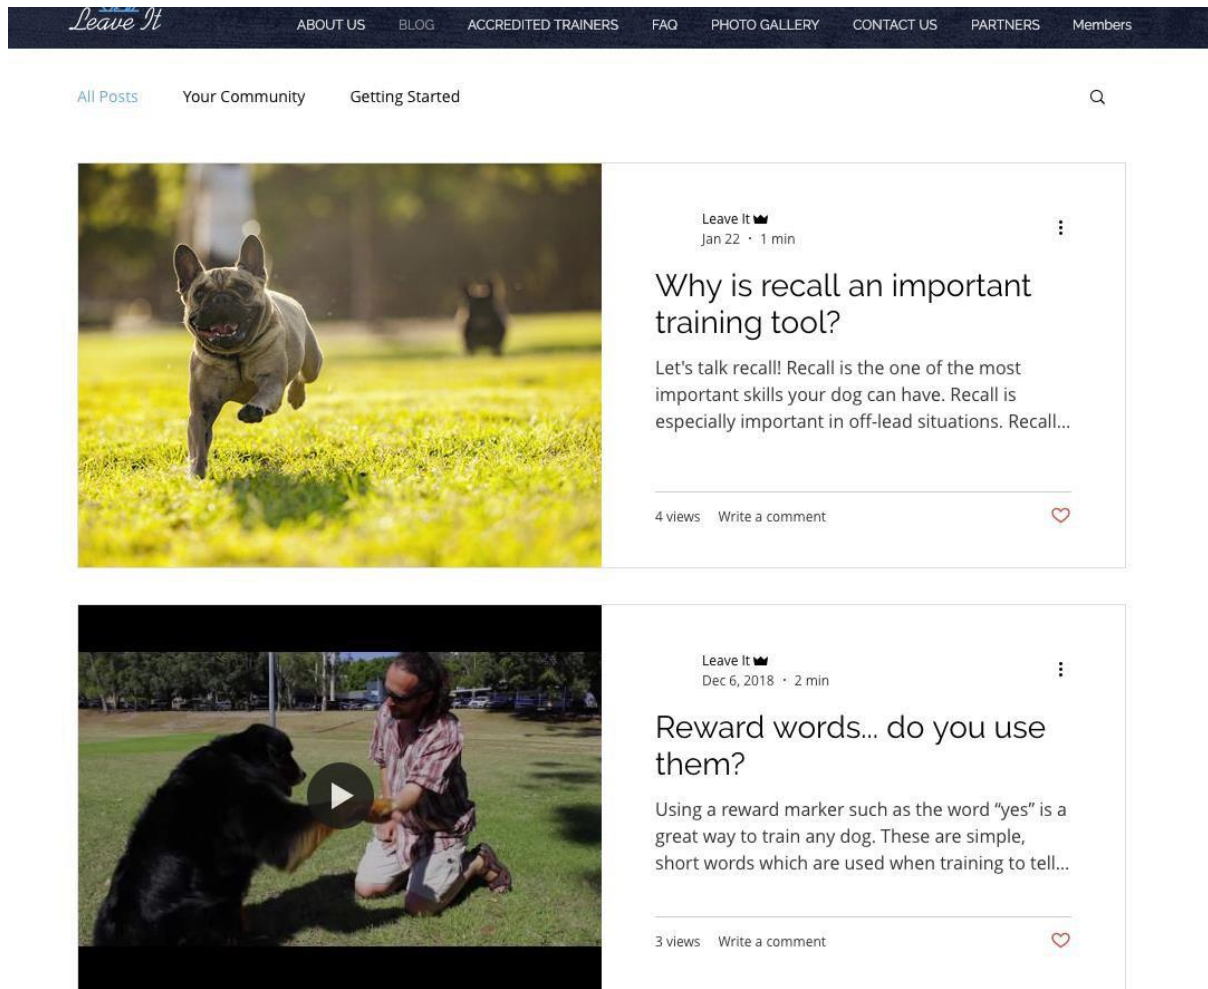 Leave It
ABOUT US BLOG ACCREDITED TRAINERS FAQ PHOTO GALLERY CONTACT US PARTNERS Members
All Posts Your Community Getting Started
Leave It
Jan 22 · 1 min
Why is recall an important
training tool?
Let's talk recall! Recall is the one of the most
important skills your dog can have. Recall is
especially important in off-lead situations. Recall...
4 views Write a comment
Leave It
Dec 6, 2018 · 2 min
Reward words... do you use
them?
Using a reward marker such as the word “yes” is a
great way to train any dog. These are simple,
short words which are used when training to tell...
3 views Write a comment